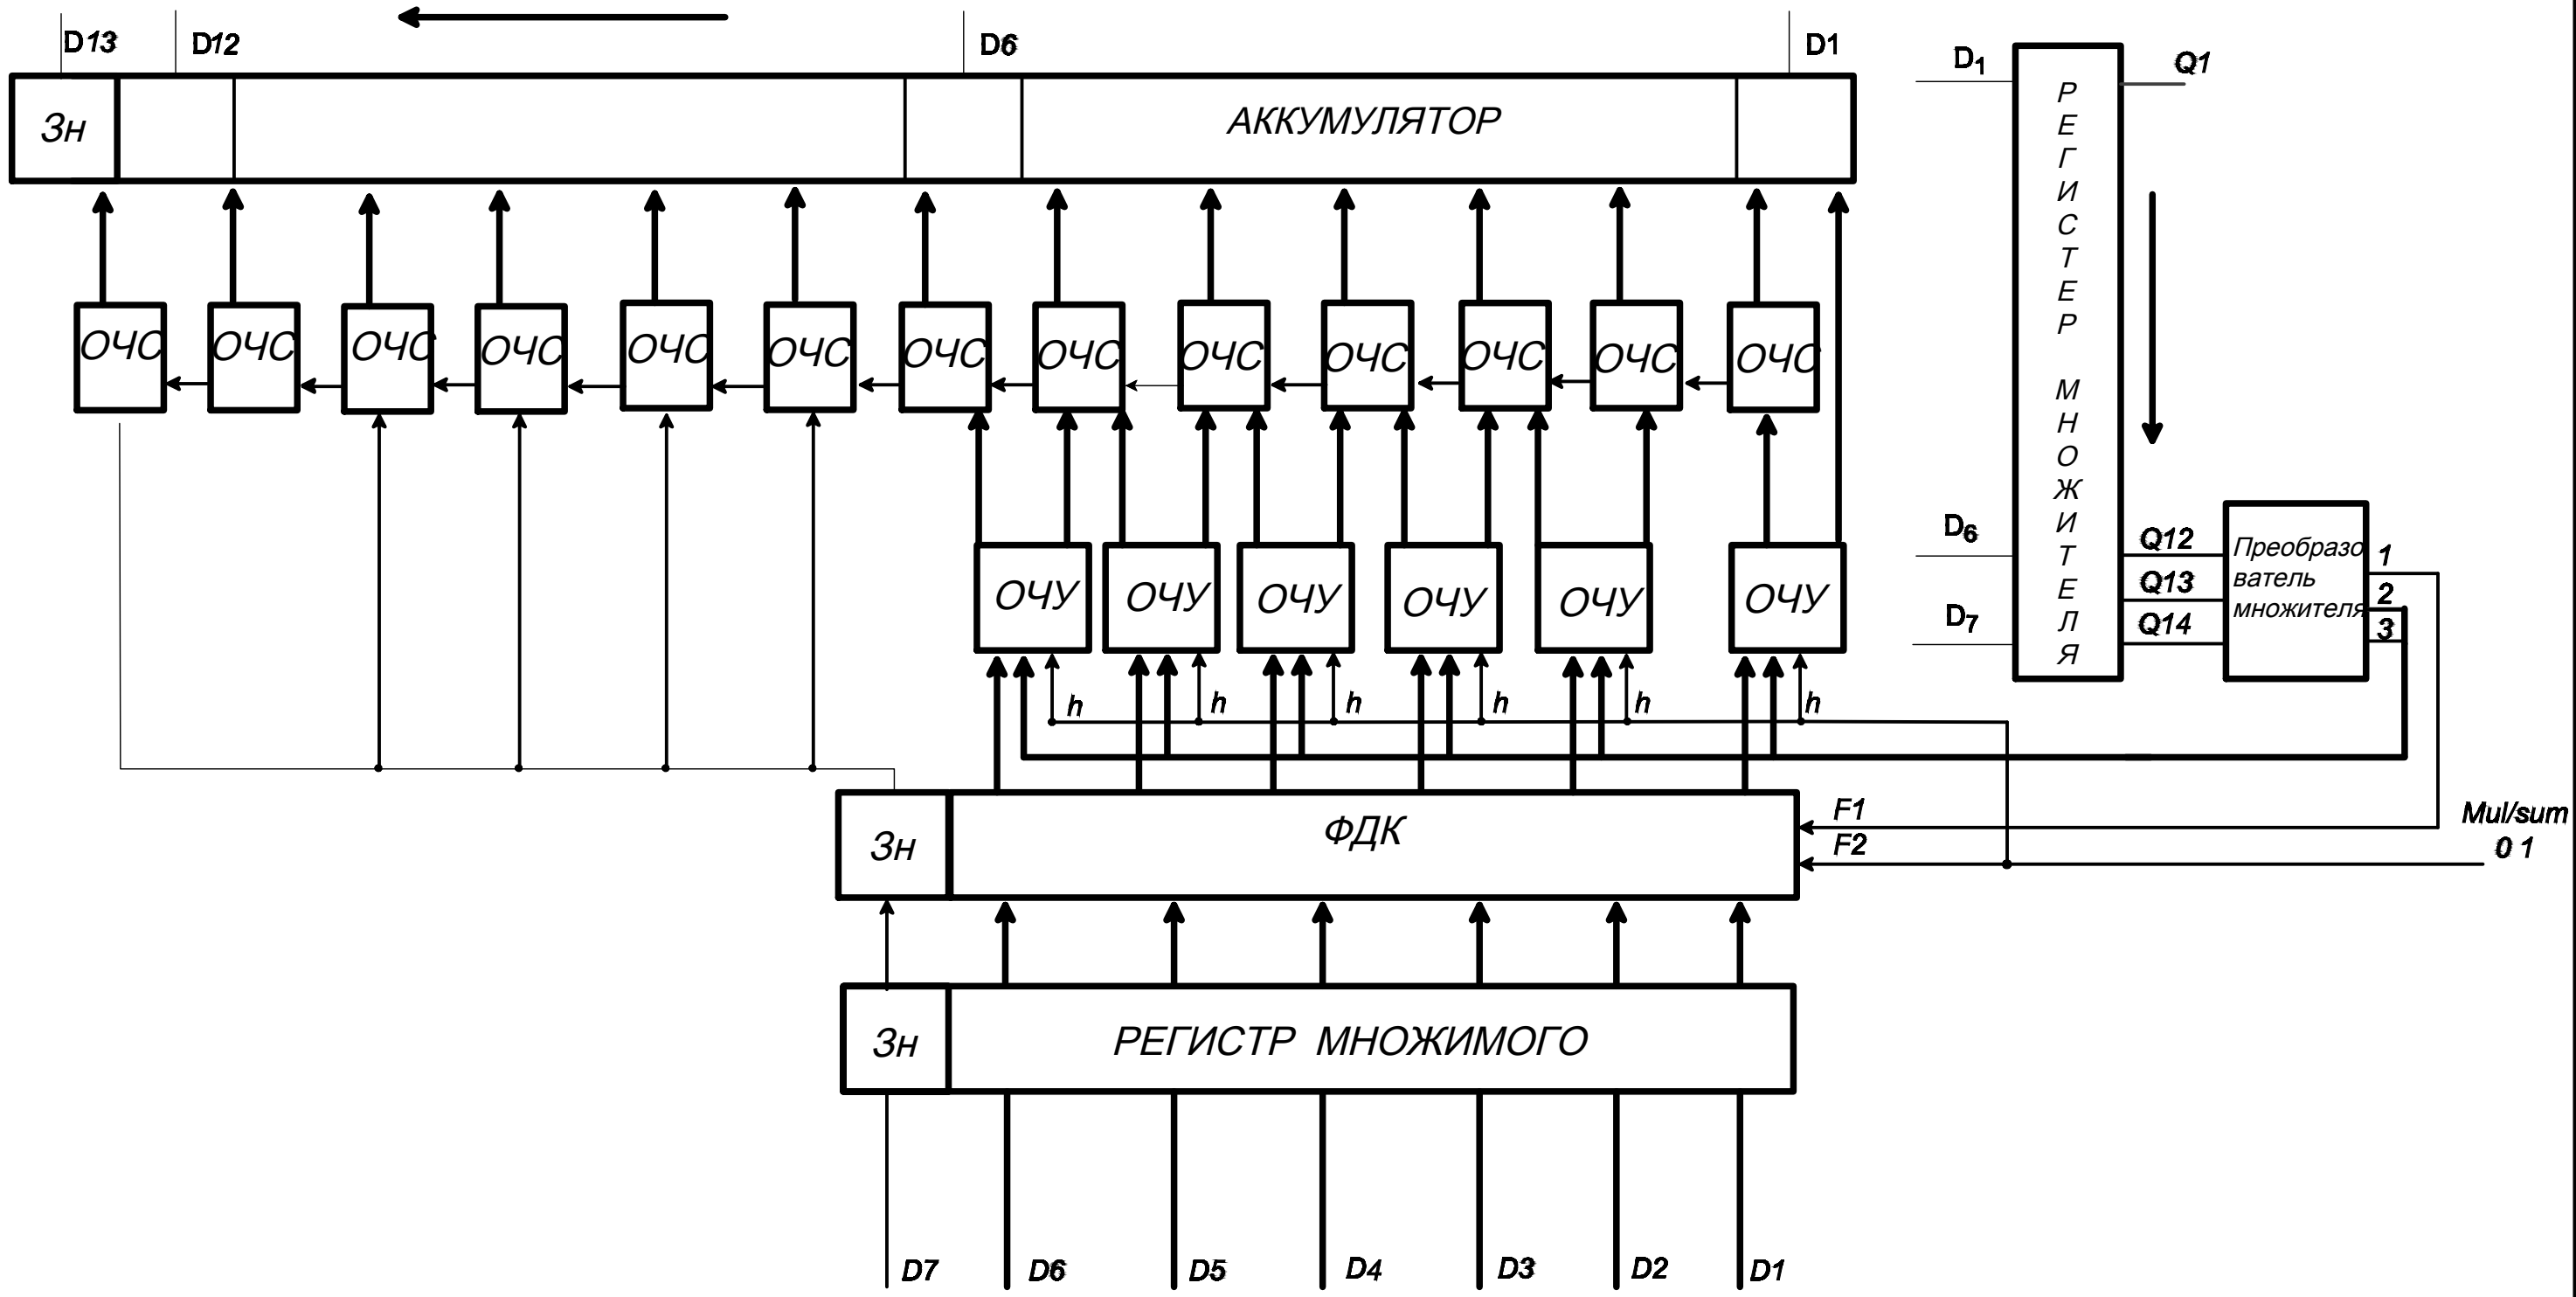 D13 D12 D6 D1
Зн АККУМУЛЯТОР
ОЧС ОЧС ОЧС ОЧС ОЧС ОЧС ОЧС ОЧС ОЧС ОЧС ОЧС ОЧС ОЧС
ОЧУ ОЧУ ОЧУ ОЧУ ОЧУ ОЧУ
h h h h h h
Зн ФДК
F1
F2
Mul/sum
0 1
Зн РЕГИСТР МНОЖИМОГО
D7 D6 D5 D4 D3 D2 D1
D1
D6
D7
РЕГИСТЕР МНОЖИТЕЛЯ
Q1
Q12
Q13
Q14
Преобразо
ватель
множителя
1
2
3